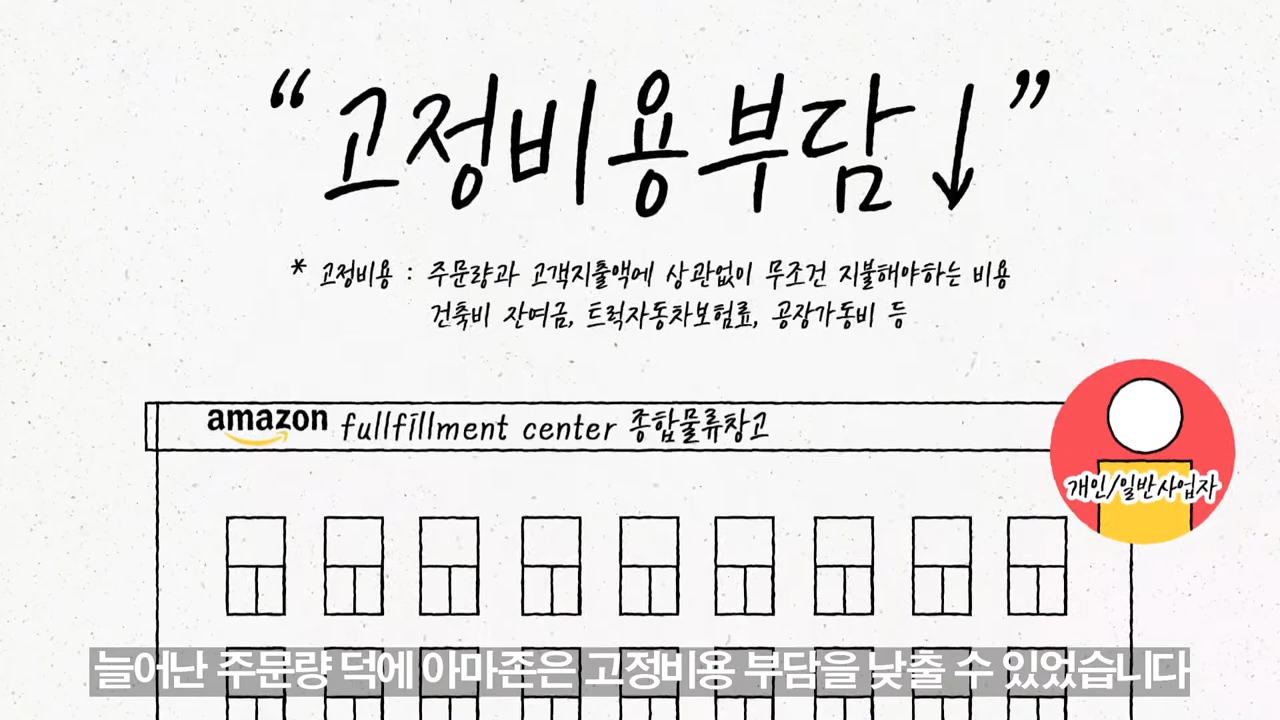 “고정비용 부담↓”
* 고정비용 : 주문량과 고객지출액에 상관없이 무조건 지불해야하는 비용
건축비 잔여금, 트럭자동차보험료, 공장가동비 등
amazon fullfillment center 종합물류창고
개인/일반사업자
늘어난 주문량 덕에 아마존은 고정비용 부담을 낮출 수 있었습니다